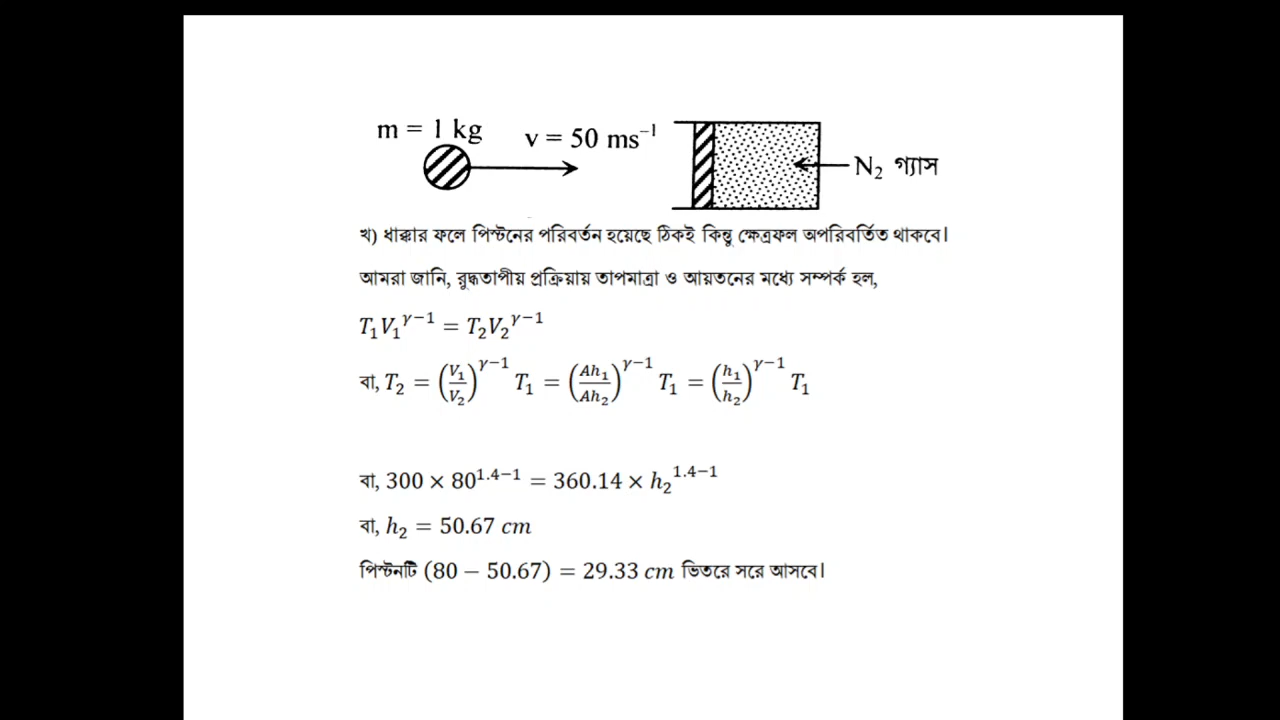 m = 1 kg
v = 50 ms⁻¹
N₂ গ্যাস
খ) ধাক্কার ফলে পিস্টনের পরিবর্তন হয়েছে ঠিকই কিন্তু ক্ষেত্রফল অপরিবর্তিত থাকবে।
আমরা জানি, রুদ্ধতাপীয় প্রক্রিয়ায় তাপমাত্রা ও আয়তনের মধ্যে সম্পর্ক হল,
T₁V₁^(γ−1) = T₂V₂^(γ−1)
বা, T₂ = (V₁/V₂)^(γ−1) T₁ = (Ah₁/Ah₂)^(γ−1) T₁ = (h₁/h₂)^(γ−1) T₁
বা, 300 × 80^(1.4−1) = 360.14 × h₂^(1.4−1)
বা, h₂ = 50.67 cm
পিস্টনটি (80 − 50.67) = 29.33 cm ভিতরে সরে আসবে।